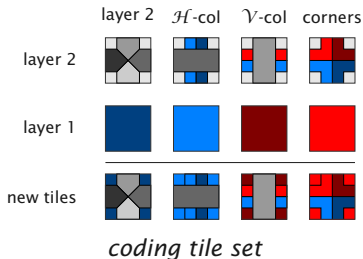 layer 2 ℋ-col 𝒱-col corners
layer 2
layer 1
new tiles
coding tile set